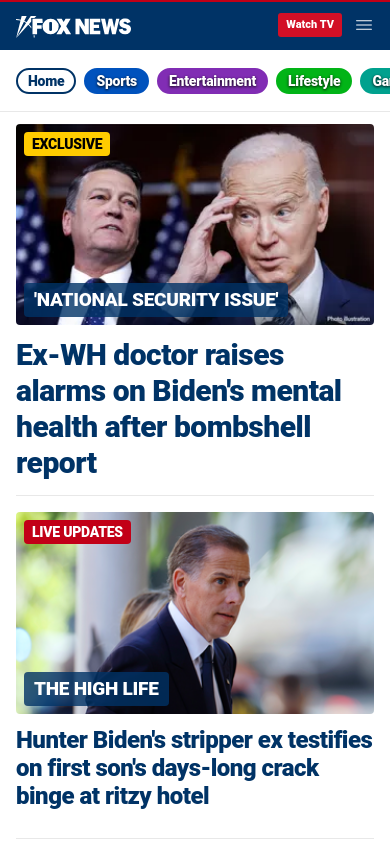 FOX NEWS
Watch TV
Home
Sports
Entertainment
Lifestyle
Ga
EXCLUSIVE
'NATIONAL SECURITY ISSUE'
Photo Illustration
Ex-WH doctor raises
alarms on Biden's mental
health after bombshell
report
LIVE UPDATES
THE HIGH LIFE
Hunter Biden's stripper ex testifies
on first son's days-long crack
binge at ritzy hotel